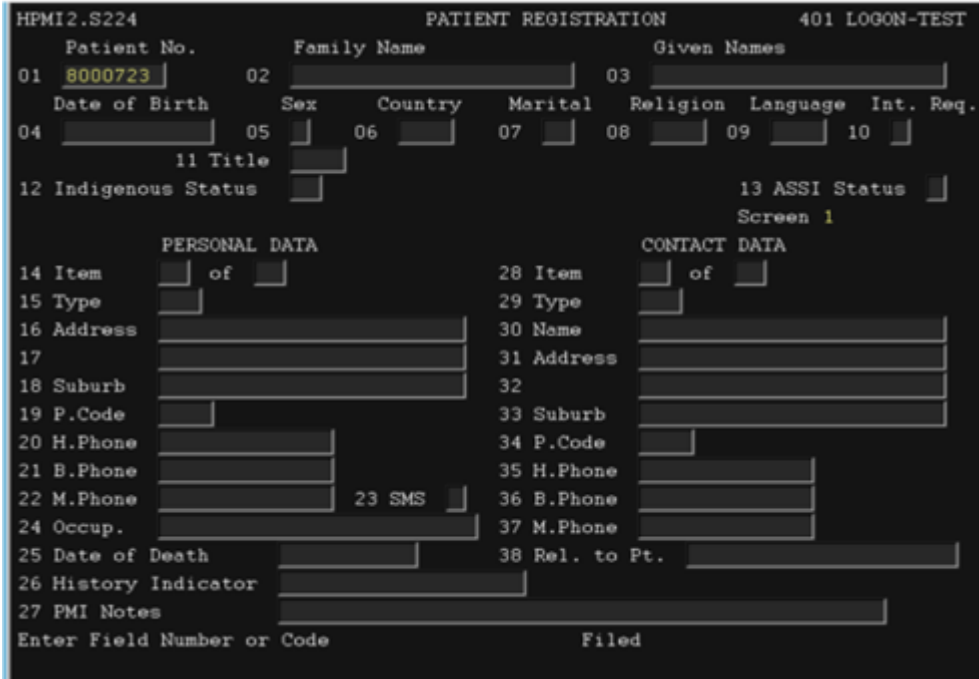 HPMI2.S224 PATIENT REGISTRATION 401 LOGON-TEST
Patient No. Family Name Given Names
01 8000723 02 03
Date of Birth Sex Country Marital Religion Language Int. Req.
04 05 06 07 08 09 10
11 Title
12 Indigenous Status 13 ASSI Status
Screen 1
PERSONAL DATA CONTACT DATA
14 Item of 28 Item of
15 Type 29 Type
16 Address 30 Name
17 31 Address
18 Suburb 32
19 P.Code 33 Suburb
20 H.Phone 34 P.Code
21 B.Phone 35 H.Phone
22 M.Phone 23 SMS 36 B.Phone
24 Occup. 37 M.Phone
25 Date of Death 38 Rel. to Pt.
26 History Indicator
27 PMI Notes
Enter Field Number or Code Filed